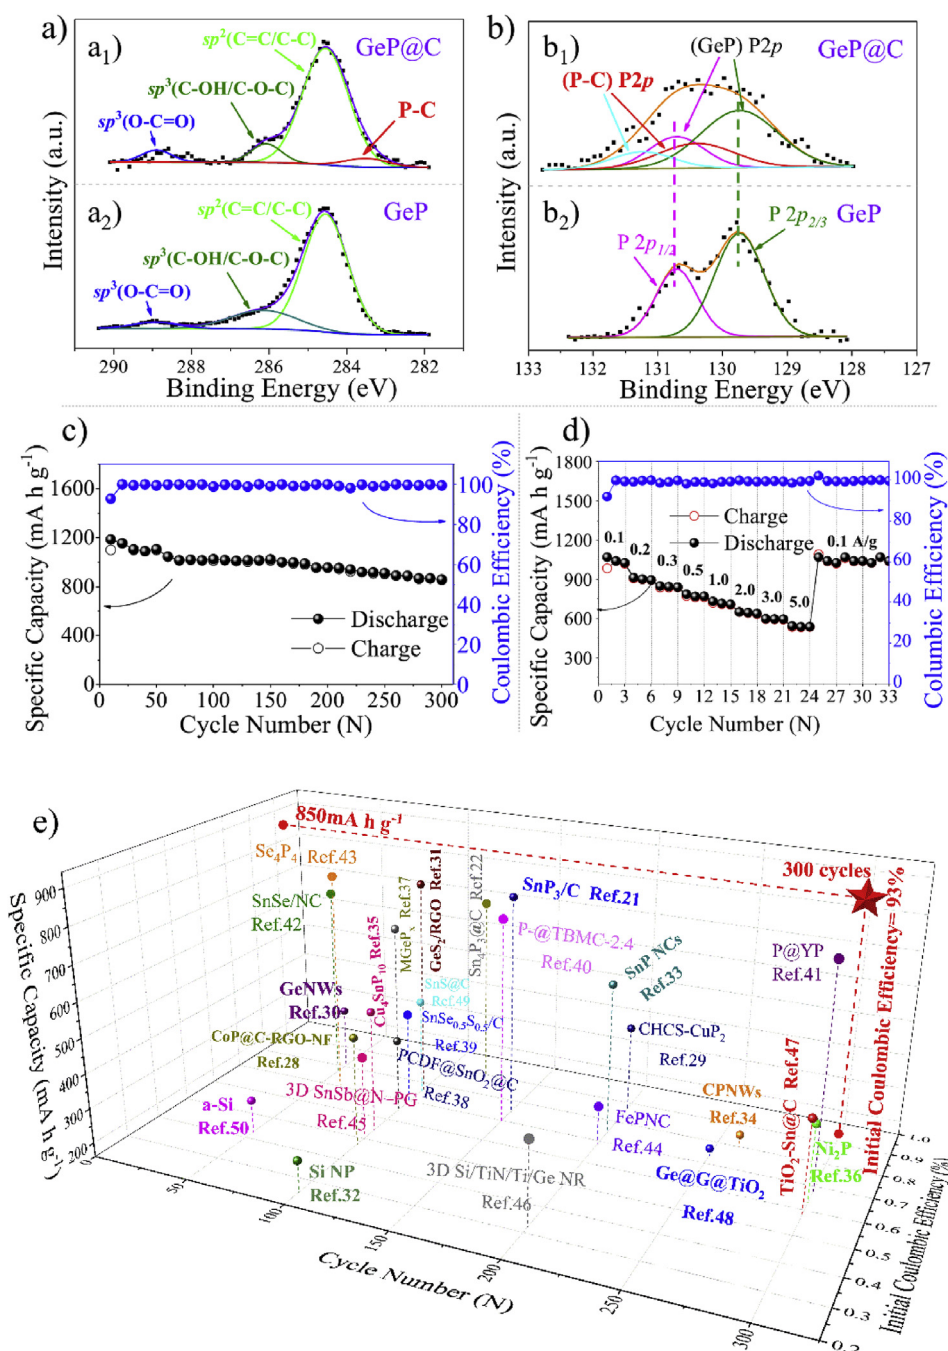 a)
a₁)
GeP@C
sp²(C=C/C-C)
sp³(C-OH/C-O-C)
sp³(O-C=O)
P-C
a₂)
GeP
sp²(C=C/C-C)
sp³(C-OH/C-O-C)
sp³(O-C=O)
Intensity (a.u.)
290 288 286 284 282
Binding Energy (eV)
b)
b₁)
(GeP) P2p
GeP@C
(P-C) P2p
b₂)
P 2p₂/₃
GeP
P 2p₁/₂
Intensity (a.u.)
133 132 131 130 129 128 127
Binding Energy (eV)
c)
Specific Capacity (mA h g⁻¹)
1600
1200
800
400
0
100
80
60
40
20
0
Coulombic Efficiency (%)
Discharge
Charge
0 50 100 150 200 250 300
Cycle Number (N)
d)
Specific Capacity (mA h g⁻¹)
1800
1500
1200
900
600
300
100
80
60
40
20
0
Columbic Efficiency (%)
Charge
Discharge
0.1 0.2 0.3 0.5 1.0 2.0 3.0 5.0 0.1 A/g
0 3 6 9 12 15 18 21 24 27 30 33
Cycle Number (N)
e)
850mA h g⁻¹
300 cycles
Initial Coulombic Efficiency= 93%
Se₄P₄ Ref.43
SnSe/NC
Ref.42
GeNWs
Ref.30
Cu₄SnP₁₀ Ref.35
MGePₓ Ref.37
GeS₂/RGO Ref.31
Sn₄P₃@C Ref.22
SnP₃/C Ref.21
P-@TBMC-2.4
Ref.40
SnP NCs
Ref.33
P@YP
Ref.41
SnS@C
Ref.49
SnSe₀.₅S₀.₅/C
Ref.39
CHCS-CuP₂
Ref.29
CoP@C-RGO-NF
Ref.28
PCDF@SnO₂@C
Ref.38
3D SnSb@N–PG
Ref.45
a-Si
Ref.50
Si NP
Ref.32
3D Si/TiN/Ti/Ge NR
Ref.46
FePNC
Ref.44
CPNWs
Ref.34
Ge@G@TiO₂
Ref.48
TiO₂-Sn@C Ref.47
Ni₂P
Ref.36
Specific Capacity (mA h g⁻¹)
900
800
700
600
500
400
300
200
0 50 100 150 200 250 300
Cycle Number (N)
1.0
0.9
0.8
0.7
0.6
0.5
0.4
0.3
0.2
Initial Coulombic Efficiency (%)